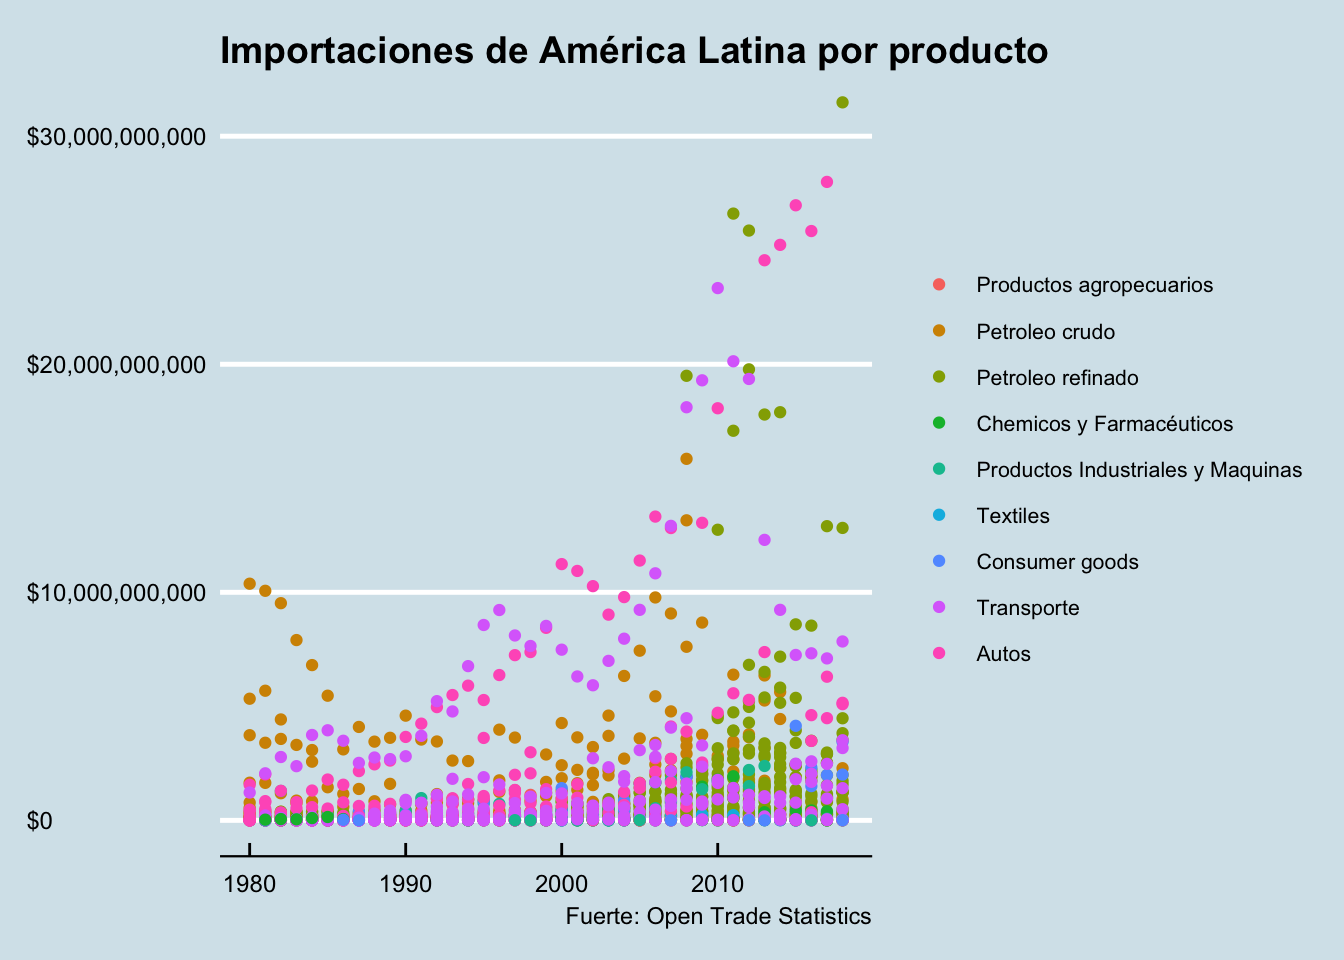 Importaciones de América Latina por producto
$30,000,000,000
$20,000,000,000
$10,000,000,000
$0
1980 1990 2000 2010
Fuerte: Open Trade Statistics
Productos agropecuarios
Petroleo crudo
Petroleo refinado
Chemicos y Farmacéuticos
Productos Industriales y Maquinas
Textiles
Consumer goods
Transporte
Autos